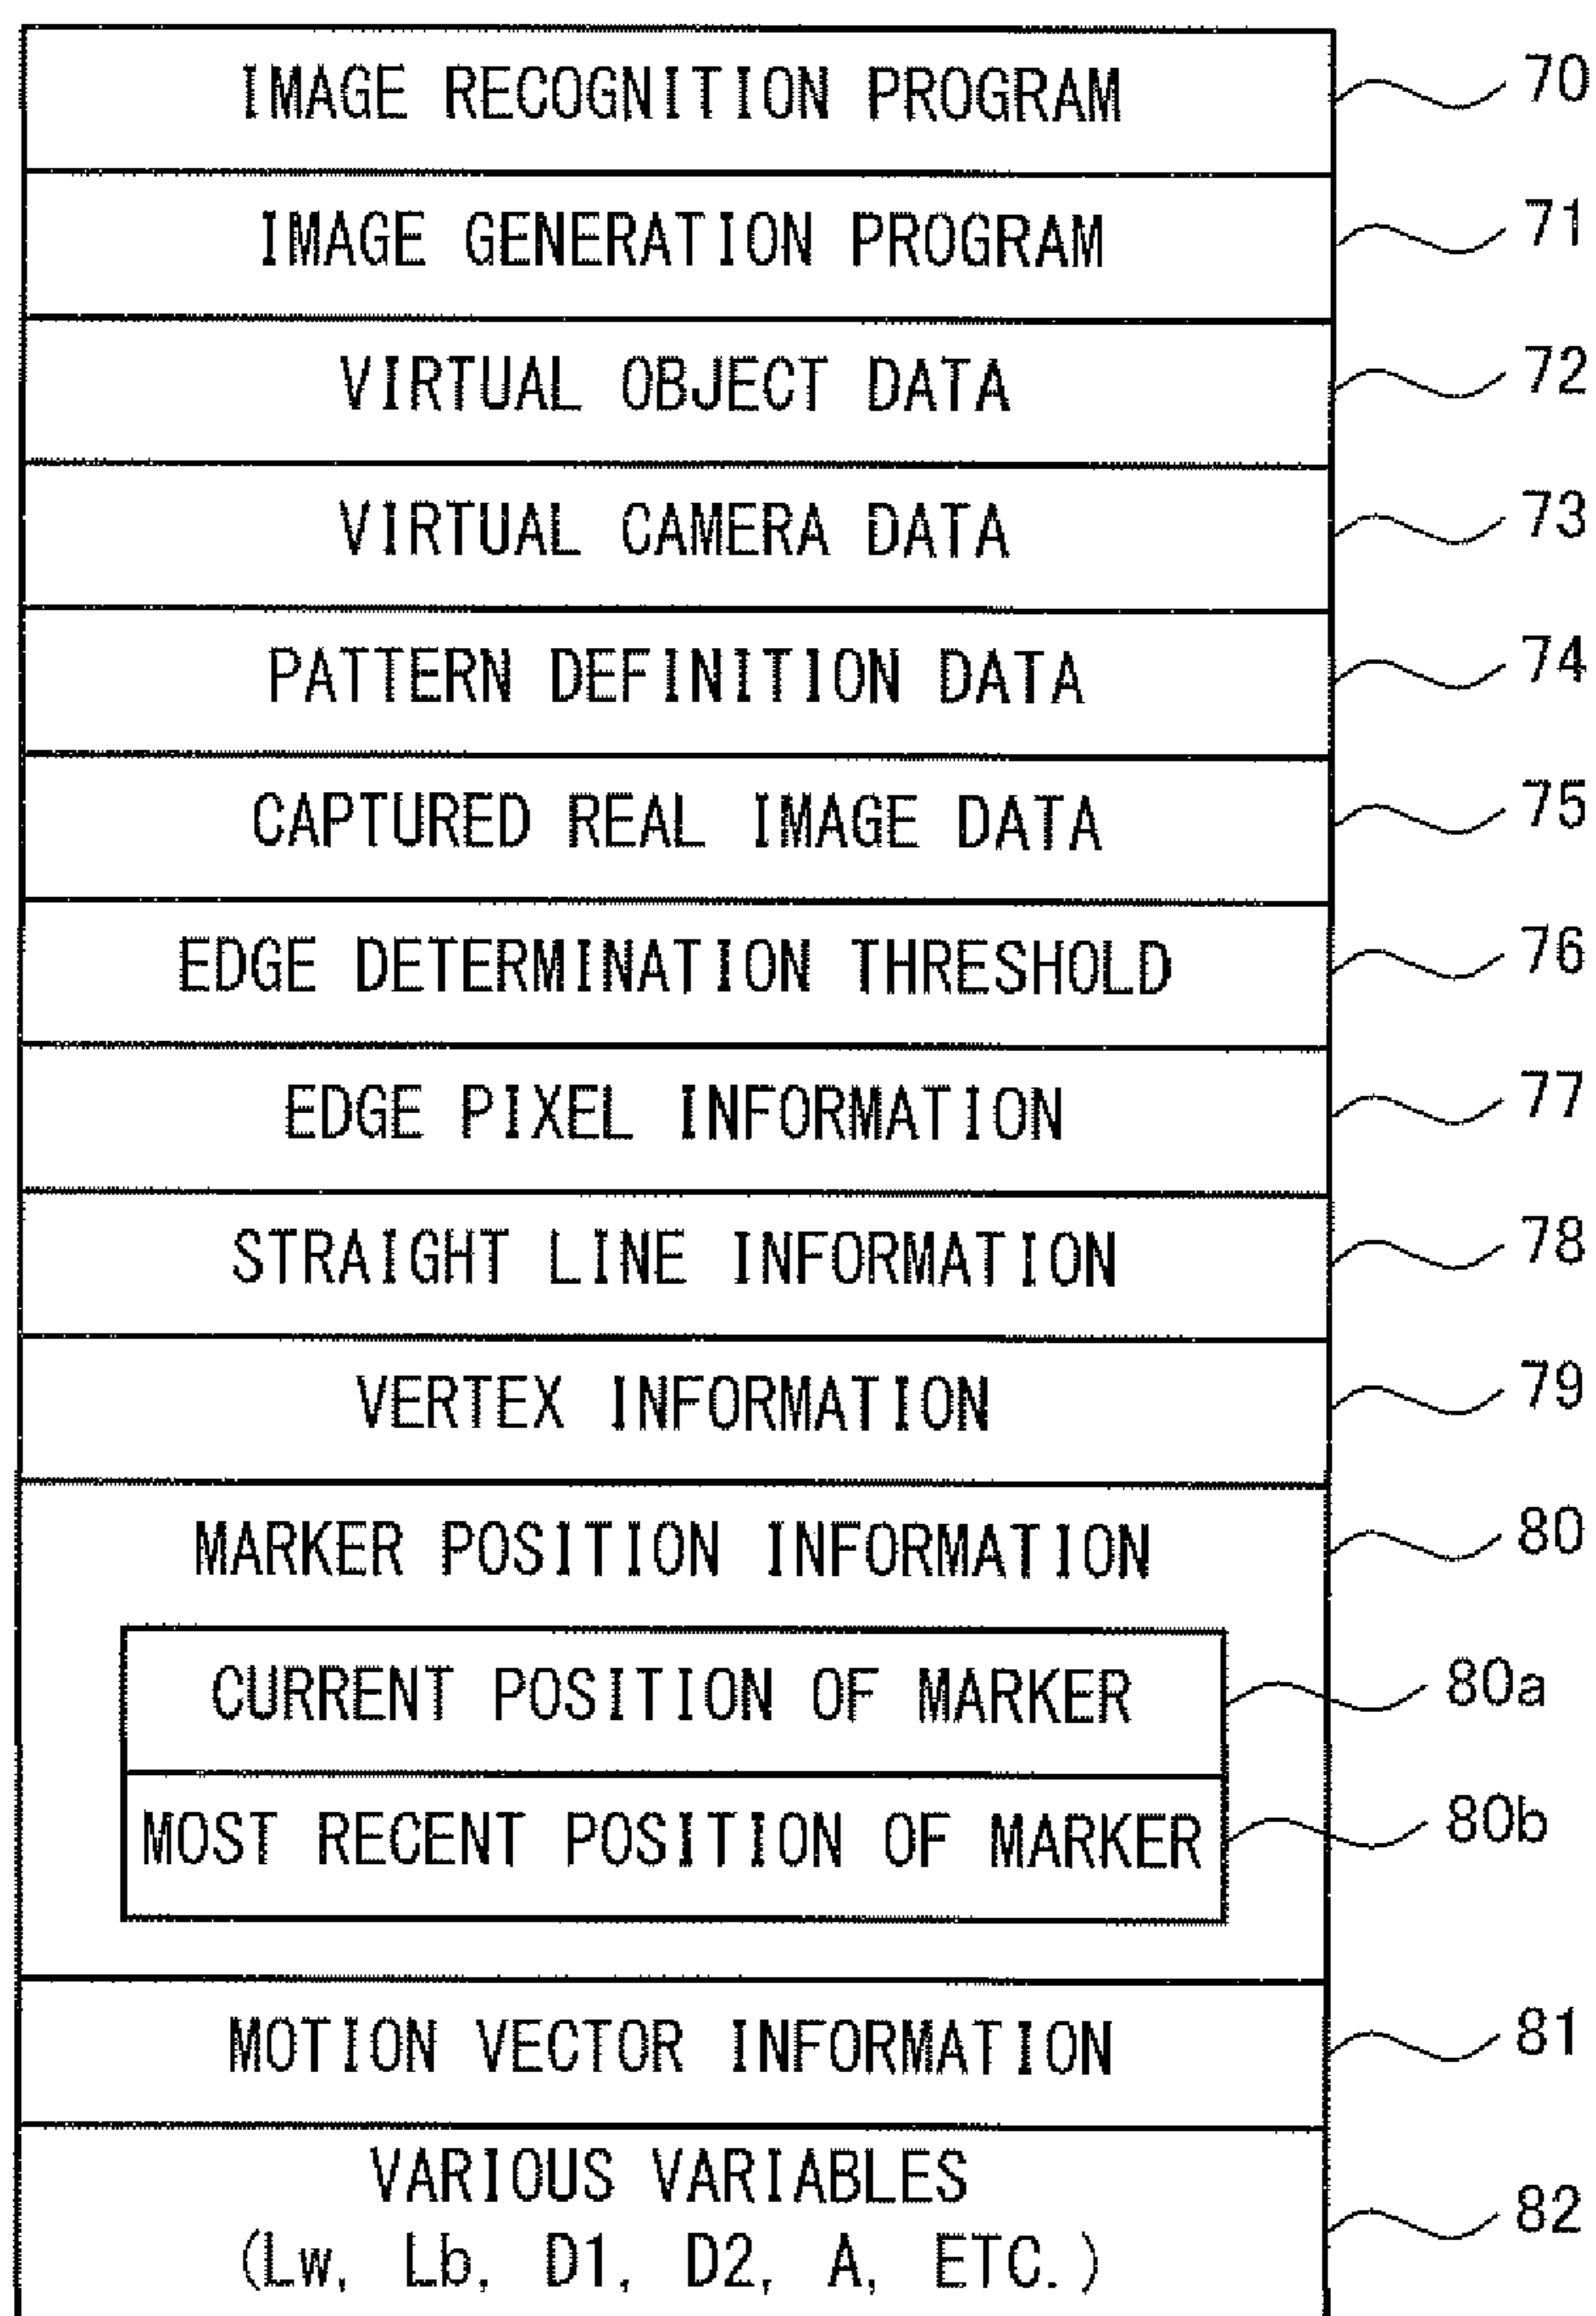 IMAGE RECOGNITION PROGRAM 70
IMAGE GENERATION PROGRAM 71
VIRTUAL OBJECT DATA 72
VIRTUAL CAMERA DATA 73
PATTERN DEFINITION DATA 74
CAPTURED REAL IMAGE DATA 75
EDGE DETERMINATION THRESHOLD 76
EDGE PIXEL INFORMATION 77
STRAIGHT LINE INFORMATION 78
VERTEX INFORMATION 79
MARKER POSITION INFORMATION 80
CURRENT POSITION OF MARKER 80a
MOST RECENT POSITION OF MARKER 80b
MOTION VECTOR INFORMATION 81
VARIOUS VARIABLES 82
(Lw, Lb, D1, D2, A, ETC.)